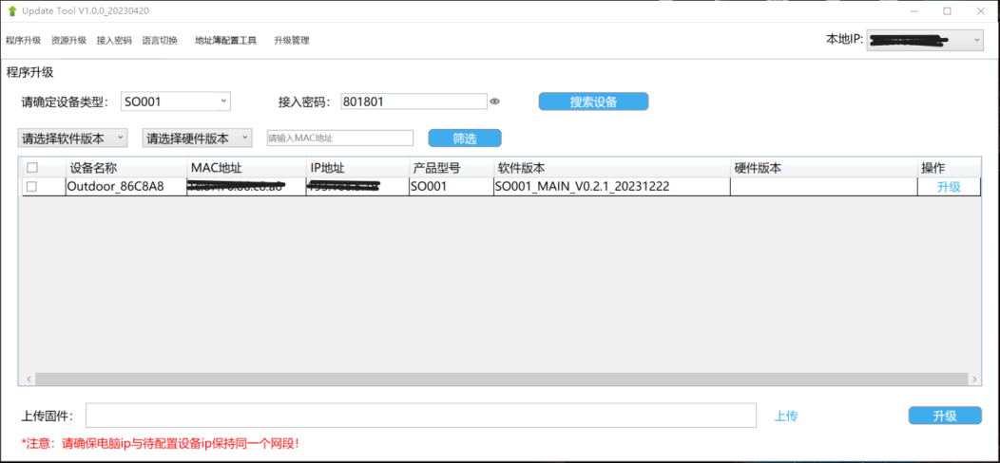 Update Tool V1.0.0_20230420
程序升级 资源升级 接入密码 语言切换 地址簿配置工具 升级管理 本地IP:
程序升级
请确定设备类型: SO001 接入密码: 801801 搜索设备
请选择软件版本 请选择硬件版本 请输入MAC地址 筛选
设备名称 MAC地址 IP地址 产品型号 软件版本 硬件版本 操作
Outdoor_86C8A8 SO001 SO001_MAIN_V0.2.1_20231222 升级
上传固件: 上传 升级
*注意: 请确保电脑ip与待配置设备ip保持同一个网段!